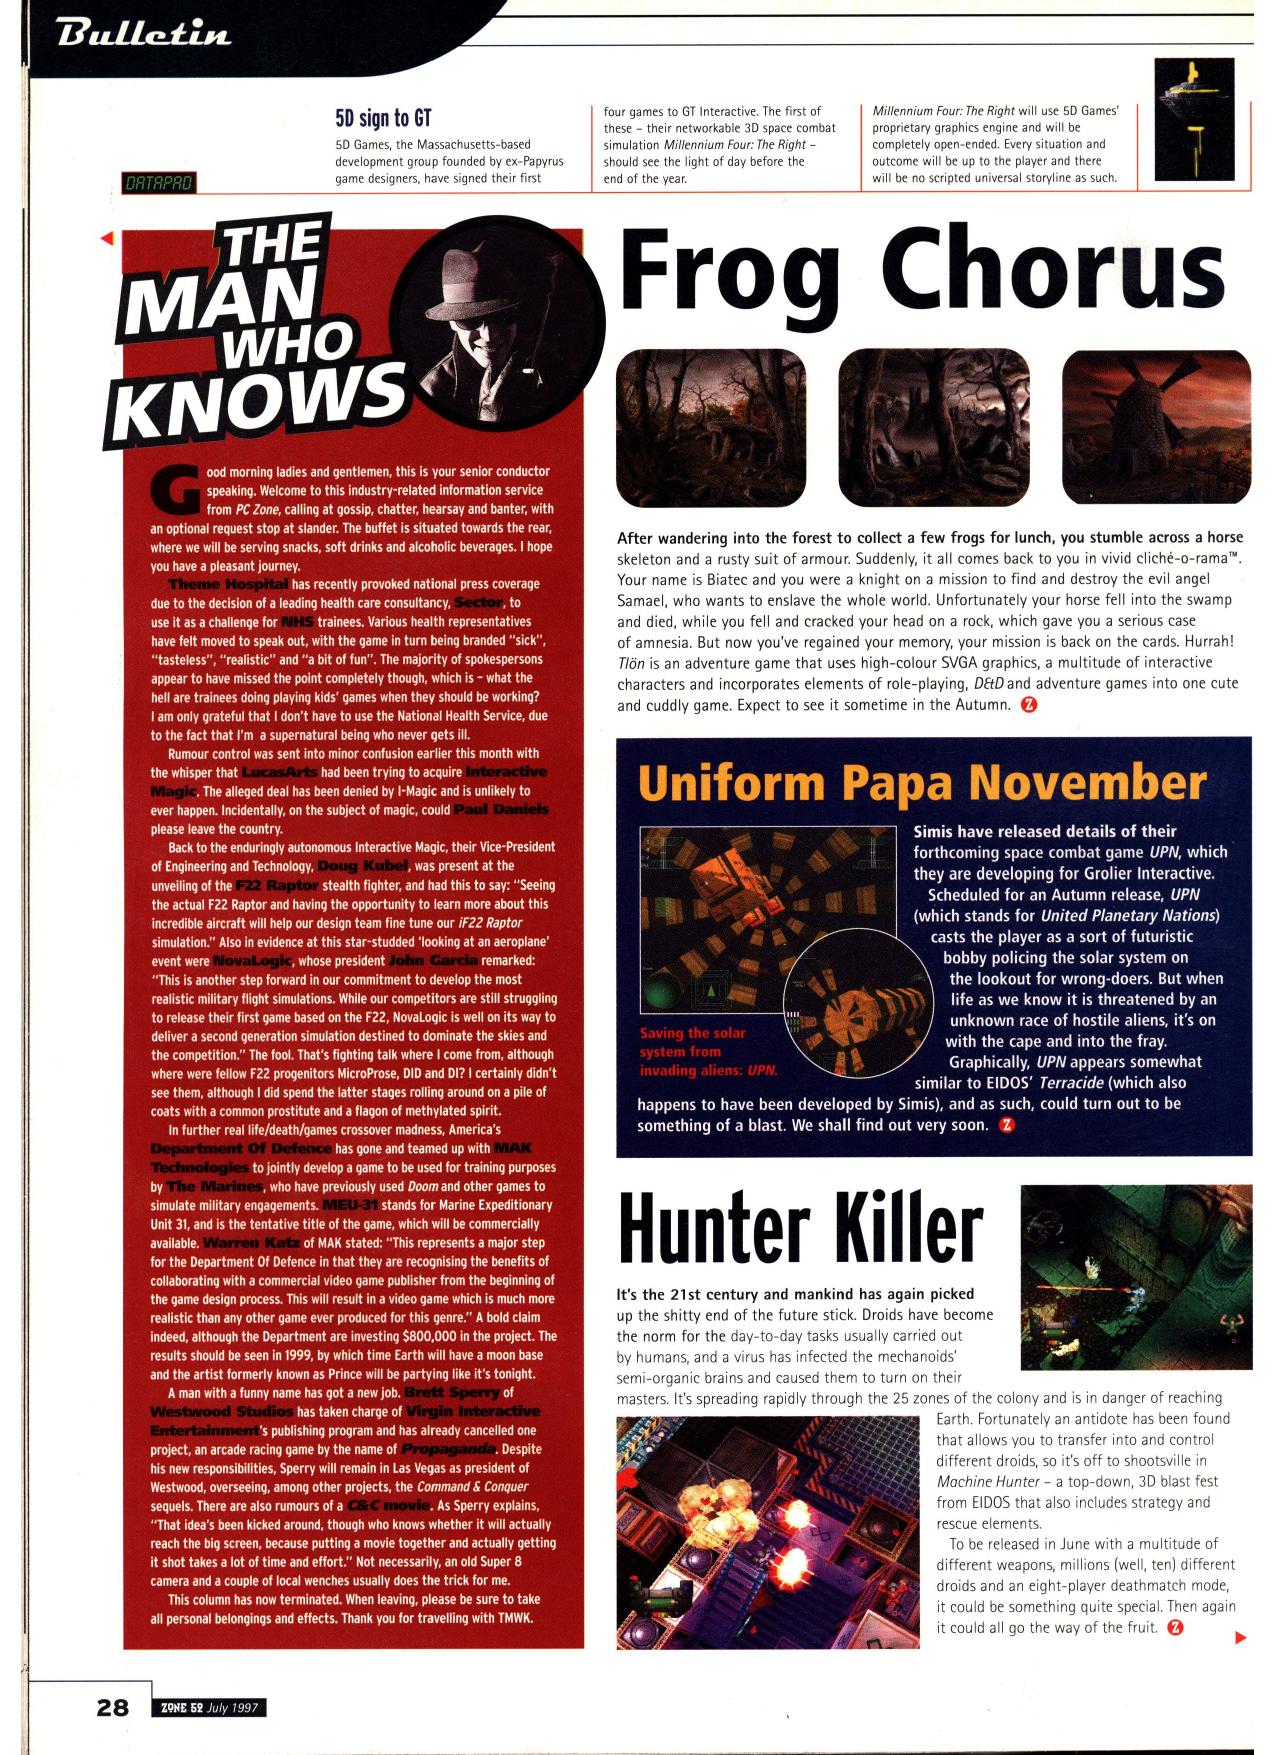 Bulletin
DATAPAD
5D sign to GT
5D Games, the Massachusetts-based
development group founded by ex-Papyrus
game designers, have signed their first
four games to GT Interactive. The first of
these – their networkable 3D space combat
simulation Millennium Four: The Right –
should see the light of day before the
end of the year.
Millennium Four: The Right will use 5D Games'
proprietary graphics engine and will be
completely open-ended. Every situation and
outcome will be up to the player and there
will be no scripted universal storyline as such.
THE
MAN
WHO
KNOWS
Good morning ladies and gentlemen, this is your senior conductor
speaking. Welcome to this industry-related information service
from PC Zone, calling at gossip, chatter, hearsay and banter, with
an optional request stop at slander. The buffet is situated towards the rear,
where we will be serving snacks, soft drinks and alcoholic beverages. I hope
you have a pleasant journey.
Theme Hospital has recently provoked national press coverage
due to the decision of a leading health care consultancy, Sector, to
use it as a challenge for NHS trainees. Various health representatives
have felt moved to speak out, with the game in turn being branded "sick",
"tasteless", "realistic" and "a bit of fun". The majority of spokespersons
appear to have missed the point completely though, which is – what the
hell are trainees doing playing kids' games when they should be working?
I am only grateful that I don't have to use the National Health Service, due
to the fact that I'm a supernatural being who never gets ill.
Rumour control was sent into minor confusion earlier this month with
the whisper that LucasArts had been trying to acquire Interactive
Magic. The alleged deal has been denied by I-Magic and is unlikely to
ever happen. Incidentally, on the subject of magic, could Paul Daniels
please leave the country.
Back to the enduringly autonomous Interactive Magic, their Vice-President
of Engineering and Technology, Doug Kubel, was present at the
unveiling of the F22 Raptor stealth fighter, and had this to say: "Seeing
the actual F22 Raptor and having the opportunity to learn more about this
incredible aircraft will help our design team fine tune our iF22 Raptor
simulation." Also in evidence at this star-studded 'looking at an aeroplane'
event were NovaLogic, whose president John Garcia remarked:
"This is another step forward in our commitment to develop the most
realistic military flight simulations. While our competitors are still struggling
to release their first game based on the F22, NovaLogic is well on its way to
deliver a second generation simulation destined to dominate the skies and
the competition." The fool. That's fighting talk where I come from, although
where were fellow F22 progenitors MicroProse, DID and DI? I certainly didn't
see them, although I did spend the latter stages rolling around on a pile of
coats with a common prostitute and a flagon of methylated spirit.
In further real life/death/games crossover madness, America's
Department Of Defence has gone and teamed up with MAK
Technologies to jointly develop a game to be used for training purposes
by The Marines, who have previously used Doom and other games to
simulate military engagements. MEU-31 stands for Marine Expeditionary
Unit 31, and is the tentative title of the game, which will be commercially
available. Warren Katz of MAK stated: "This represents a major step
for the Department Of Defence in that they are recognising the benefits of
collaborating with a commercial video game publisher from the beginning of
the game design process. This will result in a video game which is much more
realistic than any other game ever produced for this genre." A bold claim
indeed, although the Department are investing $800,000 in the project. The
results should be seen in 1999, by which time Earth will have a moon base
and the artist formerly known as Prince will be partying like it's tonight.
A man with a funny name has got a new job. Brett Sperry of
Westwood Studios has taken charge of Virgin Interactive
Entertainment's publishing program and has already cancelled one
project, an arcade racing game by the name of Propaganda. Despite
his new responsibilities, Sperry will remain in Las Vegas as president of
Westwood, overseeing, among other projects, the Command & Conquer
sequels. There are also rumours of a C&C movie. As Sperry explains,
"That idea's been kicked around, though who knows whether it will actually
reach the big screen, because putting a movie together and actually getting
it shot takes a lot of time and effort." Not necessarily, an old Super 8
camera and a couple of local wenches usually does the trick for me.
This column has now terminated. When leaving, please be sure to take
all personal belongings and effects. Thank you for travelling with TMWK.
Frog Chorus
After wandering into the forest to collect a few frogs for lunch, you stumble across a horse
skeleton and a rusty suit of armour. Suddenly, it all comes back to you in vivid cliché-o-rama™.
Your name is Biatec and you were a knight on a mission to find and destroy the evil angel
Samael, who wants to enslave the whole world. Unfortunately your horse fell into the swamp
and died, while you fell and cracked your head on a rock, which gave you a serious case
of amnesia. But now you've regained your memory, your mission is back on the cards. Hurrah!
Tlön is an adventure game that uses high-colour SVGA graphics, a multitude of interactive
characters and incorporates elements of role-playing, D&D and adventure games into one cute
and cuddly game. Expect to see it sometime in the Autumn. Z
Uniform Papa November
Saving the solar
system from
invading aliens: UPN.
Simis have released details of their
forthcoming space combat game UPN, which
they are developing for Grolier Interactive.
Scheduled for an Autumn release, UPN
(which stands for United Planetary Nations)
casts the player as a sort of futuristic
bobby policing the solar system on
the lookout for wrong-doers. But when
life as we know it is threatened by an
unknown race of hostile aliens, it's on
with the cape and into the fray.
Graphically, UPN appears somewhat
similar to EIDOS' Terracide (which also
happens to have been developed by Simis), and as such, could turn out to be
something of a blast. We shall find out very soon. Z
Hunter Killer
It's the 21st century and mankind has again picked
up the shitty end of the future stick. Droids have become
the norm for the day-to-day tasks usually carried out
by humans, and a virus has infected the mechanoids'
semi-organic brains and caused them to turn on their
masters. It's spreading rapidly through the 25 zones of the colony and is in danger of reaching
Earth. Fortunately an antidote has been found
that allows you to transfer into and control
different droids, so it's off to shootsville in
Machine Hunter – a top-down, 3D blast fest
from EIDOS that also includes strategy and
rescue elements.
To be released in June with a multitude of
different weapons, millions (well, ten) different
droids and an eight-player deathmatch mode,
it could be something quite special. Then again
it could all go the way of the fruit. Z
28
ZONE 52 July 1997